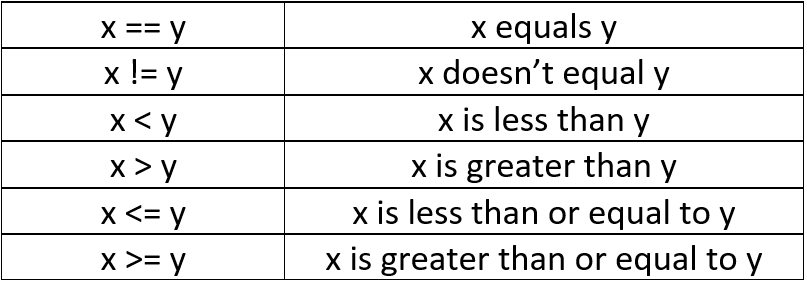 x == y x equals y
x != y x doesn’t equal y
x < y x is less than y
x > y x is greater than y
x <= y x is less than or equal to y
x >= y x is greater than or equal to y